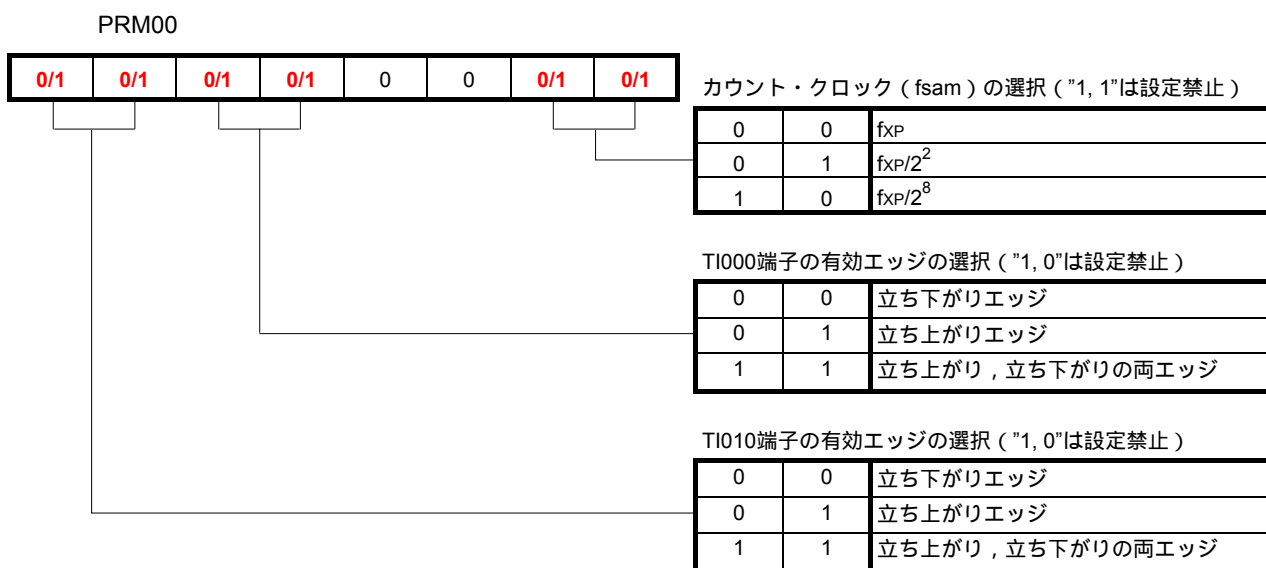 PRM00
0/1 0/1 0/1 0/1 0 0 0/1 0/1
カウント・クロック(fsam)の選択("1, 1"は設定禁止)
0 0 fXP
0 1 fXP/2^2
1 0 fXP/2^8
TI000端子の有効エッジの選択("1, 0"は設定禁止)
0 0 立ち下がりエッジ
0 1 立ち上がりエッジ
1 1 立ち上がり,立ち下がりの両エッジ
TI010端子の有効エッジの選択("1, 0"は設定禁止)
0 0 立ち下がりエッジ
0 1 立ち上がりエッジ
1 1 立ち上がり,立ち下がりの両エッジ